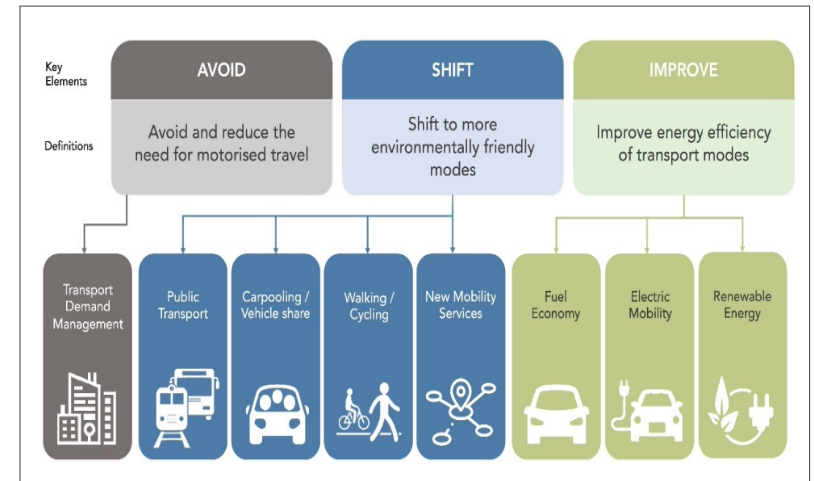 Key
Elements
AVOID
SHIFT
IMPROVE
Definitions
Avoid and reduce the
need for motorised travel
Shift to more
environmentally friendly
modes
Improve energy efficiency
of transport modes
Transport
Demand
Management
Public
Transport
Carpooling /
Vehicle share
Walking /
Cycling
New Mobility
Services
Fuel
Economy
Electric
Mobility
Renewable
Energy